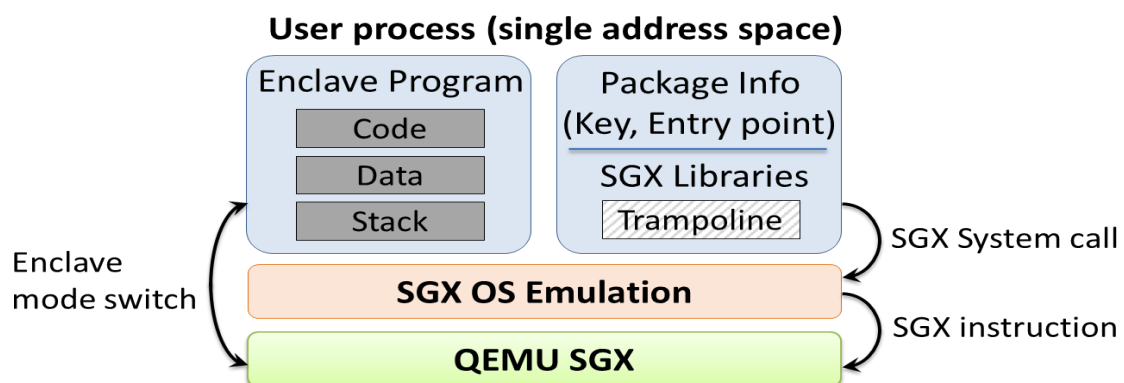 User process (single address space)
Enclave Program
Code
Data
Stack
Package Info
(Key, Entry point)
SGX Libraries
Trampoline
Enclave
mode switch
SGX System call
SGX OS Emulation
SGX instruction
QEMU SGX